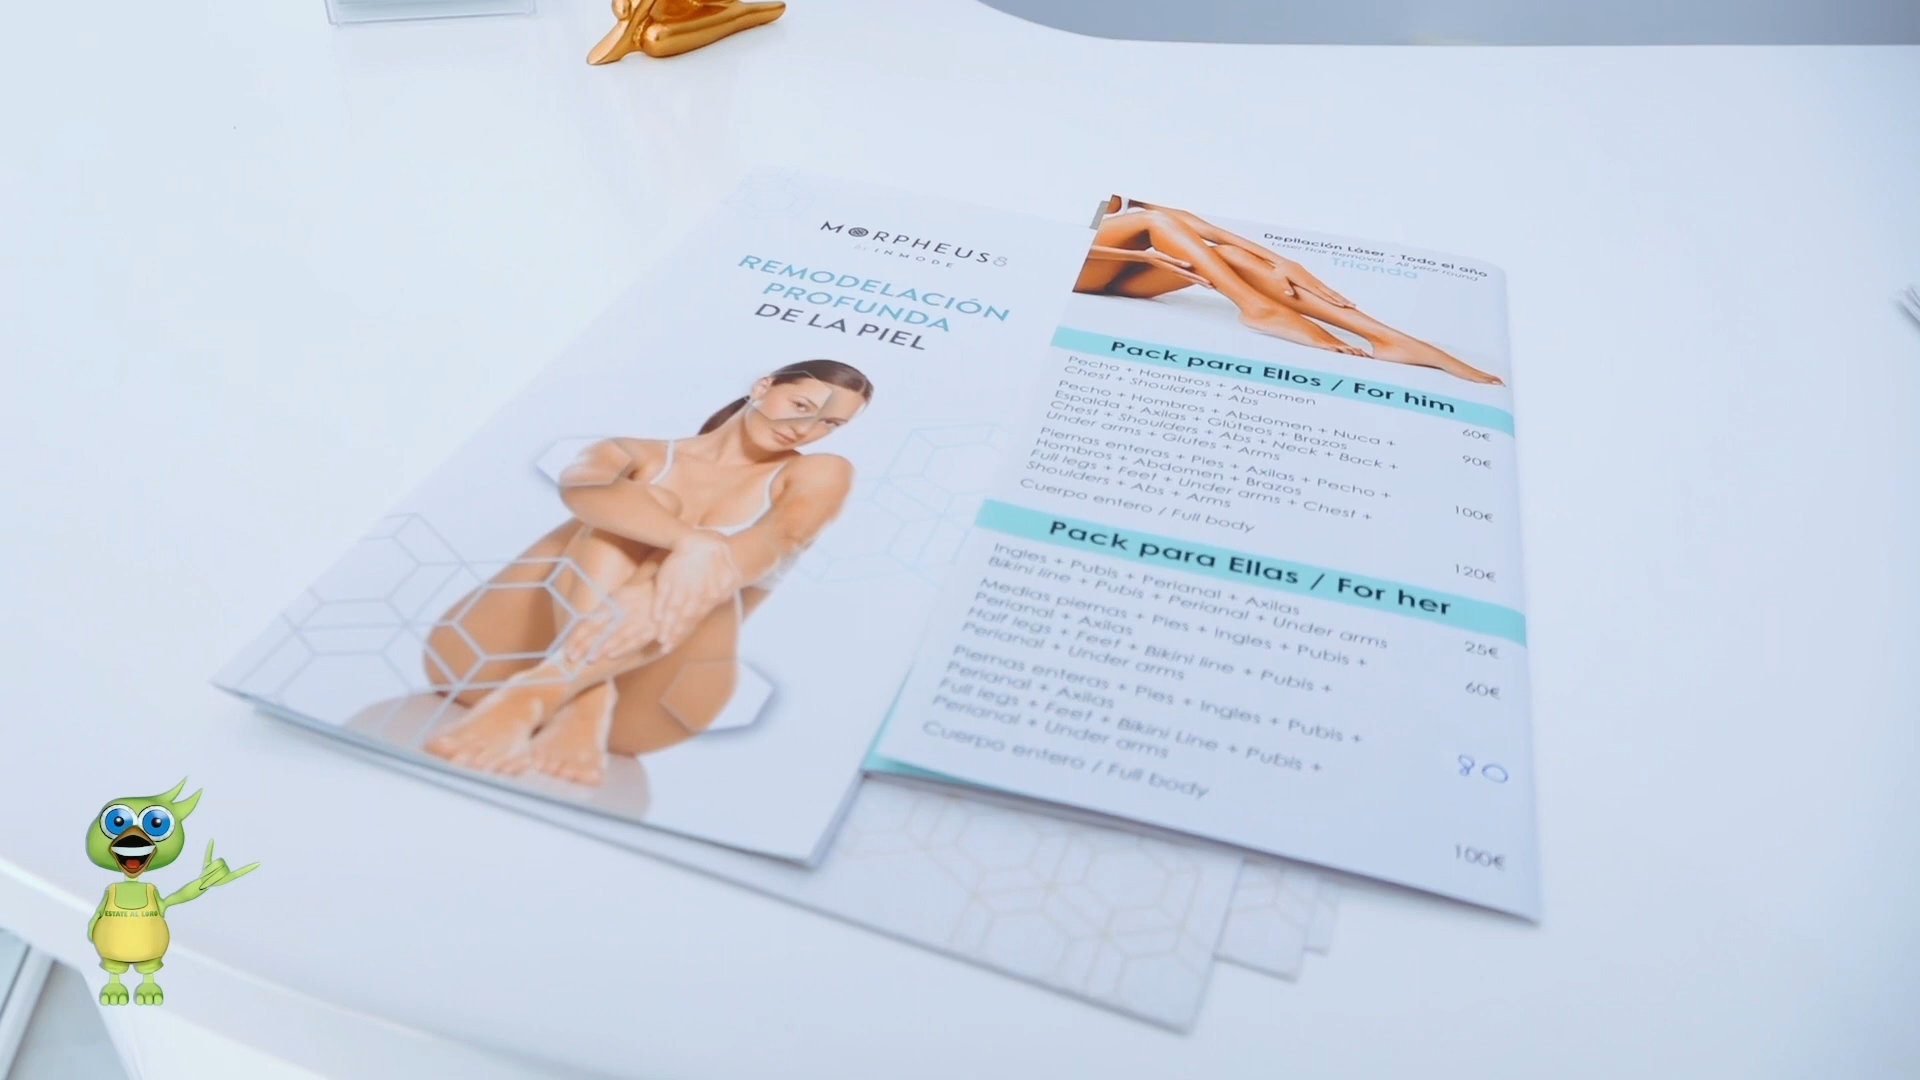 MORPHEUS8
BY INMODE
REMODELACIÓN
PROFUNDA
DE LA PIEL
Depilación Láser - Todo el año
Laser Hair Removal - All year round
Trionda
Pack para Ellos / For him
Pecho + Hombros + Abdomen
Chest + Shoulders + Abs
60€
Pecho + Hombros + Abdomen + Nuca +
Espalda + Axilas + Glúteos + Brazos
Chest + Shoulders + Abs + Neck + Back +
Under arms + Glutes + Arms
90€
Piernas enteras + Pies + Axilas + Pecho +
Hombros + Abdomen + Brazos
Full legs + Feet + Under arms + Chest +
Shoulders + Abs + Arms
100€
Cuerpo entero / Full body
120€
Pack para Ellas / For her
Ingles + Pubis + Perianal + Axilas
Bikini line + Pubis + Perianal + Under arms
25€
Medias piernas + Pies + Ingles + Pubis +
Perianal + Axilas
Half legs + Feet + Bikini line + Pubis +
Perianal + Under arms
60€
Piernas enteras + Pies + Ingles + Pubis +
Perianal + Axilas
Full legs + Feet + Bikini Line + Pubis +
Perianal + Under arms
80
Cuerpo entero / Full body
100€
ESTATE AL LORO